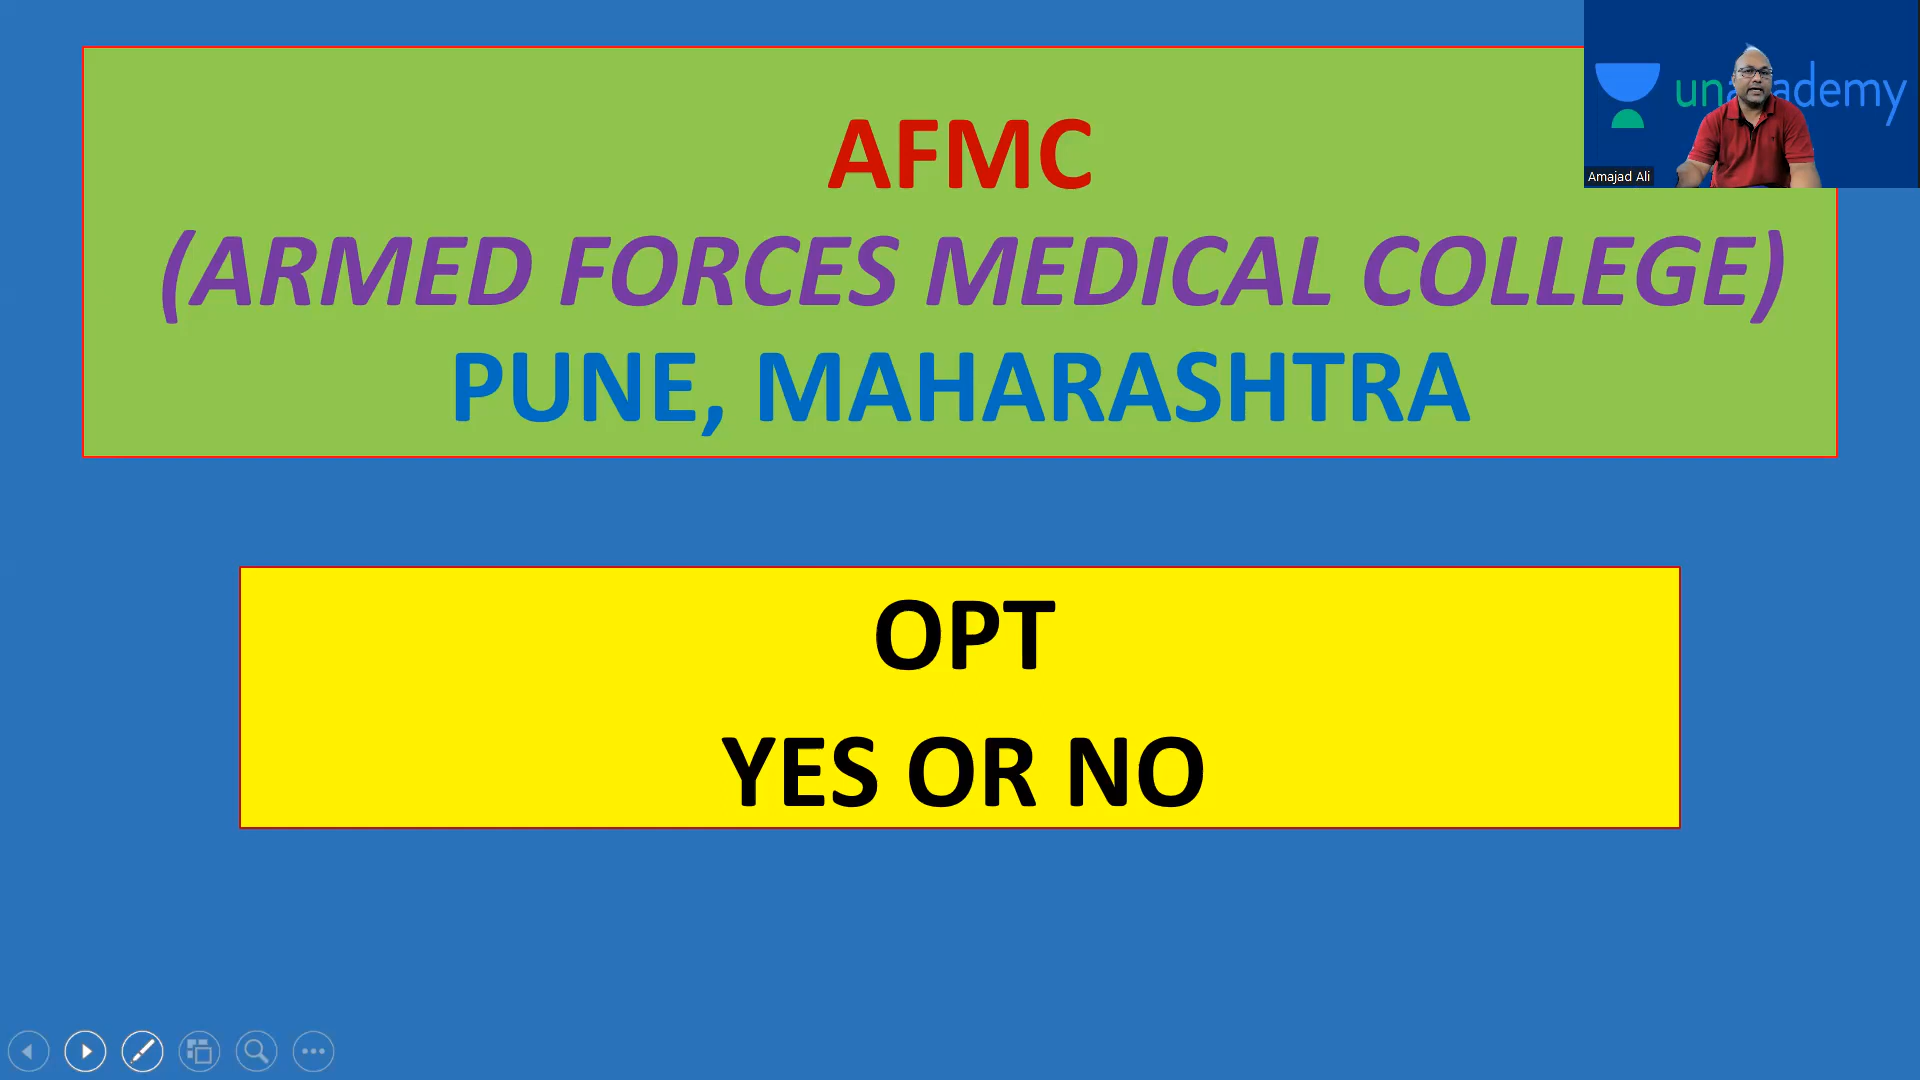 AFMC
(ARMED FORCES MEDICAL COLLEGE)
PUNE, MAHARASHTRA
Amajad Ali
OPT
YES OR NO